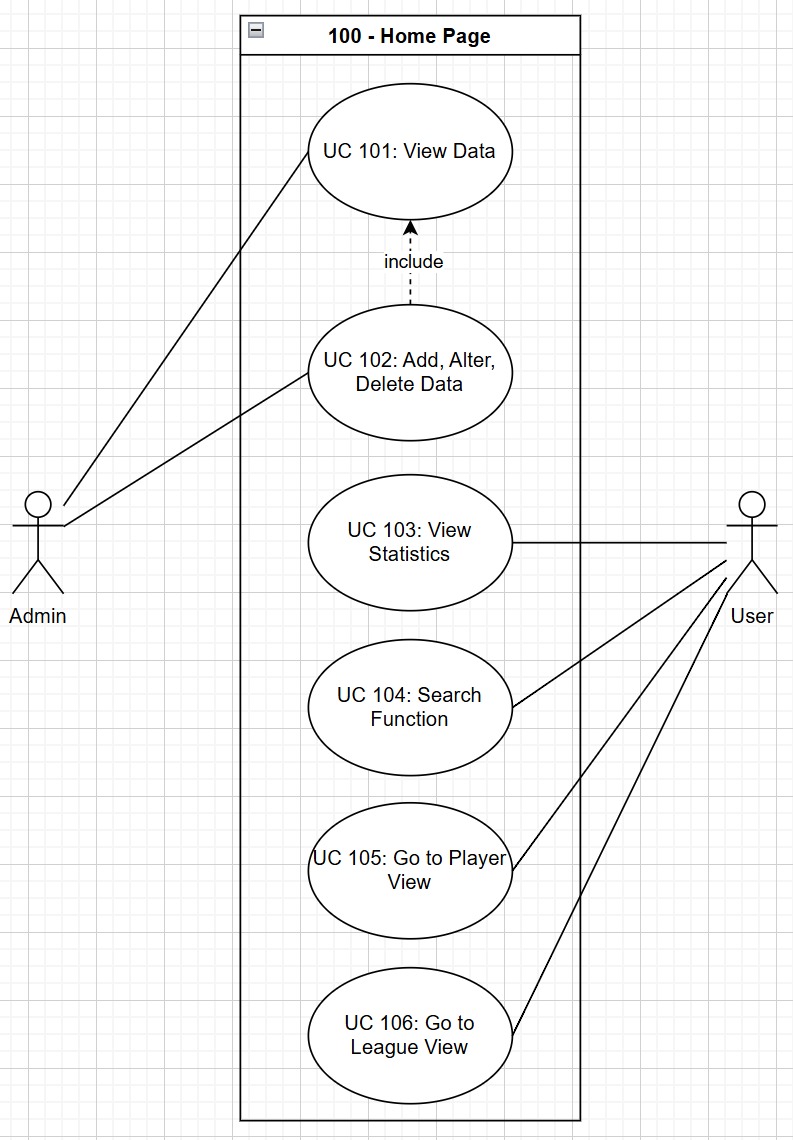 100 - Home Page
UC 101: View Data
include
UC 102: Add, Alter,
Delete Data
UC 103: View
Statistics
Admin
User
UC 104: Search
Function
UC 105: Go to Player
View
UC 106: Go to
League View